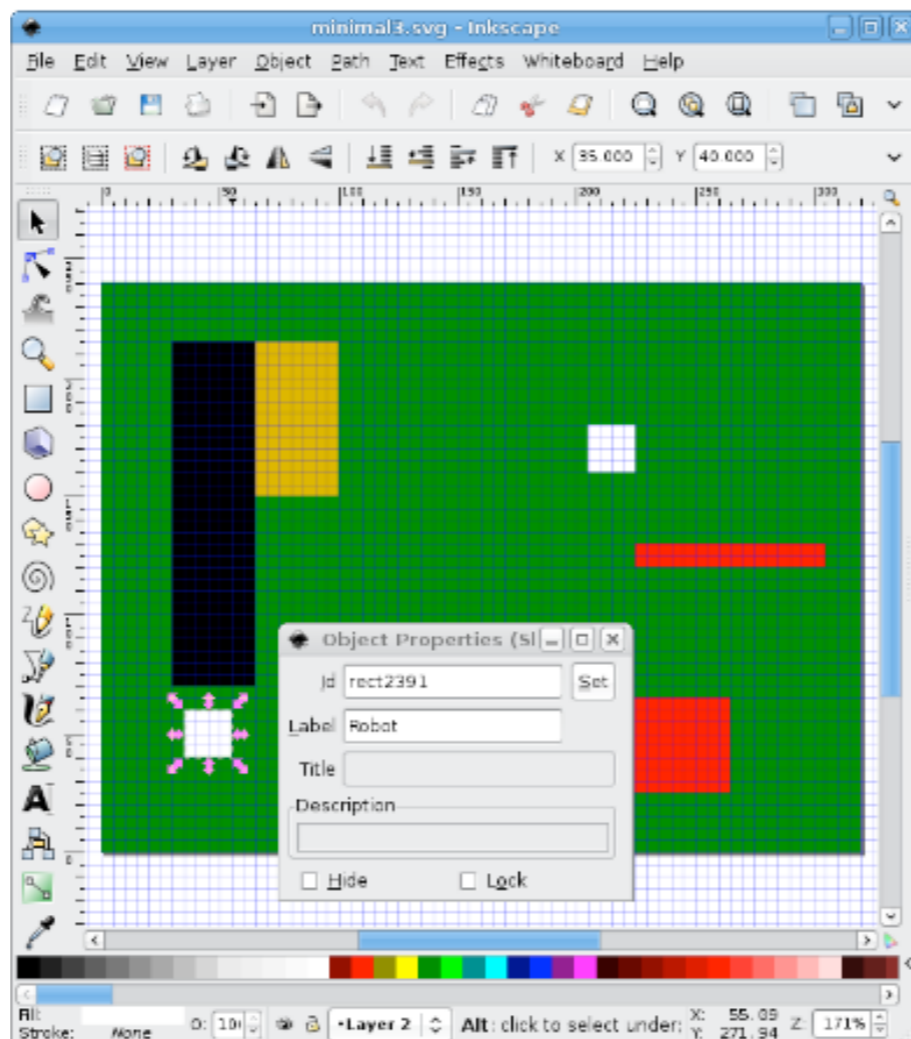 minimal3.svg - Inkscape
File Edit View Layer Object Path Text Effects Whiteboard Help
X 35.000 Y 40.000
0 50 100 150 200 250 300
Object Properties (Sh
Id rect2391 Set
Label Robot
Title
Description
Hide Lock
Fill:
Stroke: None O: 10 •Layer 2 Alt: click to select under: X: 55.09 Y: 271.94 Z: 171%